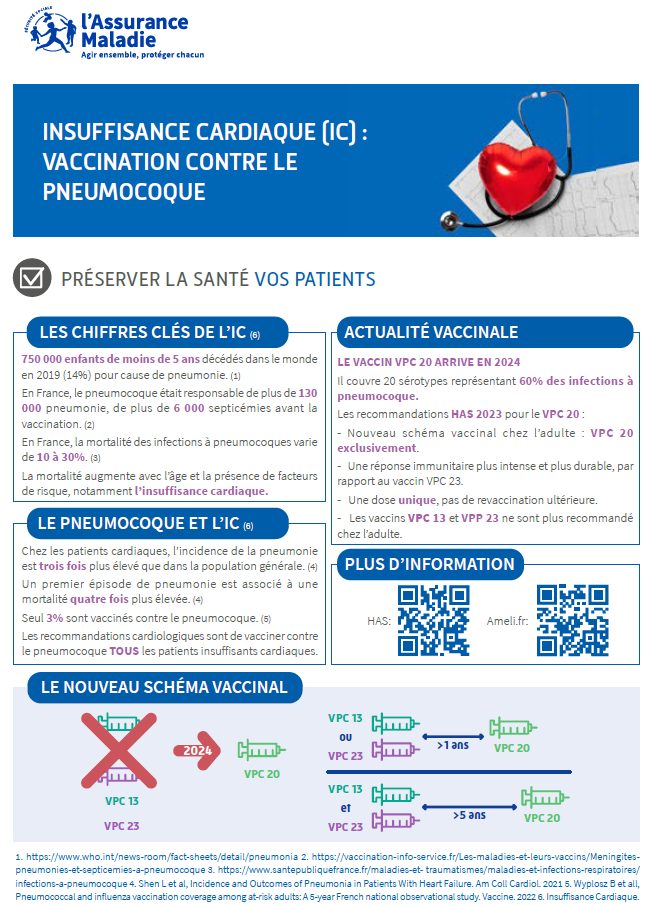 SÉCURITÉ SOCIALE
l'Assurance
Maladie
Agir ensemble, protéger chacun
INSUFFISANCE CARDIAQUE (IC) :
VACCINATION CONTRE LE
PNEUMOCOQUE
PRÉSERVER LA SANTÉ VOS PATIENTS
LES CHIFFRES CLÉS DE L'IC (6)
750 000 enfants de moins de 5 ans décédés dans le monde
en 2019 (14%) pour cause de pneumonie. (1)
En France, le pneumocoque était responsable de plus de 130
000 pneumonie, de plus de 6 000 septicémies avant la
vaccination. (2)
En France, la mortalité des infections à pneumocoques varie
de 10 à 30%. (3)
La mortalité augmente avec l'âge et la présence de facteurs
de risque, notamment l'insuffisance cardiaque.
LE PNEUMOCOQUE ET L'IC (6)
Chez les patients cardiaques, l'incidence de la pneumonie
est trois fois plus élevé que dans la population générale. (4)
Un premier épisode de pneumonie est associé à une
mortalité quatre fois plus élevée. (4)
Seul 3% sont vaccinés contre le pneumocoque. (5)
Les recommandations cardiologiques sont de vacciner contre
le pneumocoque TOUS les patients insuffisants cardiaques.
ACTUALITÉ VACCINALE
LE VACCIN VPC 20 ARRIVE EN 2024
Il couvre 20 sérotypes représentant 60% des infections à
pneumocoque.
Les recommandations HAS 2023 pour le VPC 20 :
- Nouveau schéma vaccinal chez l'adulte : VPC 20
exclusivement.
- Une réponse immunitaire plus intense et plus durable, par
rapport au vaccin VPC 23.
- Une dose unique, pas de revaccination ultérieure.
- Les vaccins VPC 13 et VPP 23 ne sont plus recommandé
chez l'adulte.
PLUS D'INFORMATION
HAS:
Ameli.fr:
LE NOUVEAU SCHÉMA VACCINAL
VPC 13
VPC 23
2024
VPC 20
VPC 13
ou
VPC 23
>1 ans
VPC 20
VPC 13
et
VPC 23
>5 ans
VPC 20
1. https://www.who.int/news-room/fact-sheets/detail/pneumonia 2. https://vaccination-info-service.fr/Les-maladies-et-leurs-vaccins/Meningites-
pneumonies-et-septicemies-a-pneumocoque 3. https://www.santepubliquefrance.fr/maladies-et- traumatismes/maladies-et-infections-respiratoires/
infections-a-pneumocoque 4. Shen L et al, Incidence and Outcomes of Pneumonia in Patients With Heart Failure. Am Coll Cardiol. 2021 5. Wyplosz B et all,
Pneumococcal and influenza vaccination coverage among at-risk adults: A 5-year French national observational study. Vaccine. 2022 6. Insuffisance Cardiaque.